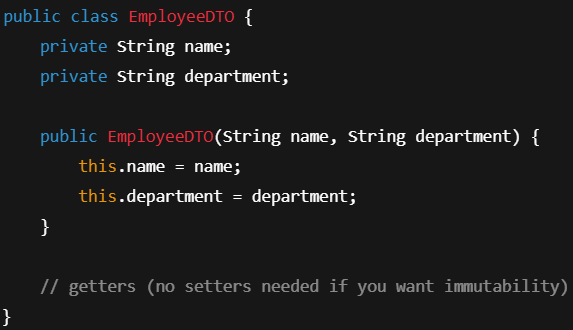 public class EmployeeDTO {
    private String name;
    private String department;

    public EmployeeDTO(String name, String department) {
        this.name = name;
        this.department = department;
    }

    // getters (no setters needed if you want immutability)
}